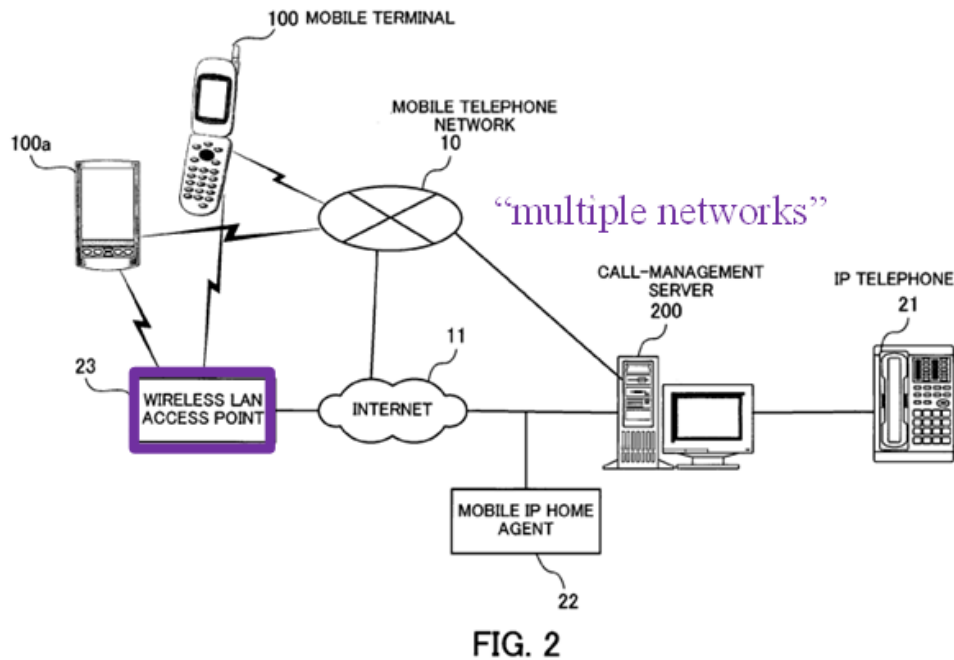 100 MOBILE TERMINAL
MOBILE TELEPHONE
NETWORK
10
100a
“multiple networks”
CALL-MANAGEMENT
SERVER
200
IP TELEPHONE
21
23
11
WIRELESS LAN
ACCESS POINT
INTERNET
MOBILE IP HOME
AGENT
22
FIG. 2